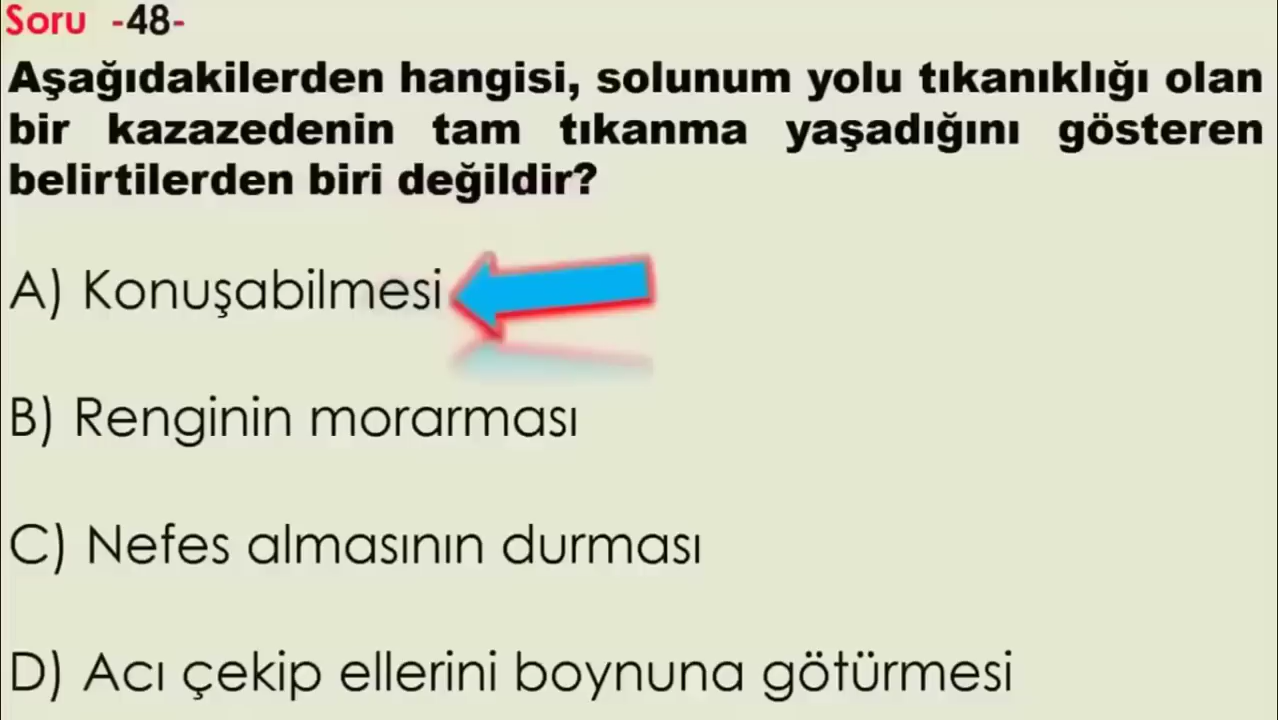 Soru -48-
Aşağıdakilerden hangisi, solunum yolu tıkanıklığı olan
bir kazazedenin tam tıkanma yaşadığını gösteren
belirtilerden biri değildir?
A) Konuşabilmesi
B) Renginin morarması
C) Nefes almasının durması
D) Acı çekip ellerini boynuna götürmesi